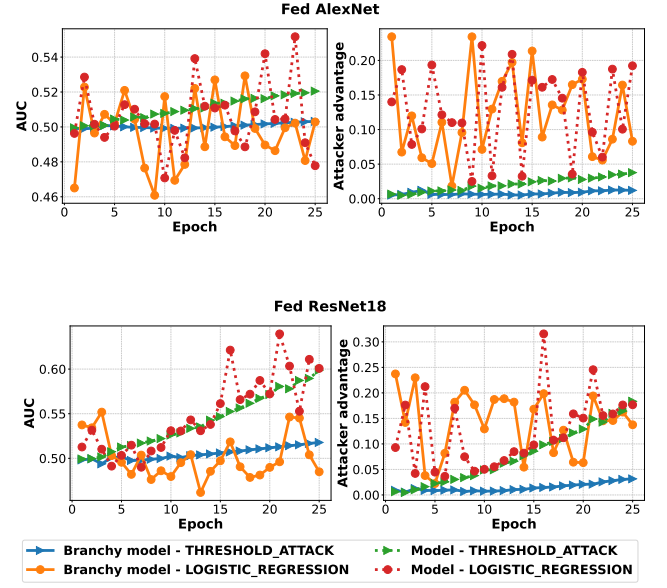 Fed AlexNet
AUC
0.54
0.52
0.50
0.48
0.46
0 5 10 15 20 25
Epoch
Attacker advantage
0.20
0.15
0.10
0.05
0.00
0 5 10 15 20 25
Epoch
Fed ResNet18
AUC
0.60
0.55
0.50
0 5 10 15 20 25
Epoch
Attacker advantage
0.30
0.25
0.20
0.15
0.10
0.05
0.00
0 5 10 15 20 25
Epoch
Branchy model - THRESHOLD_ATTACK
Branchy model - LOGISTIC_REGRESSION
Model - THRESHOLD_ATTACK
Model - LOGISTIC_REGRESSION